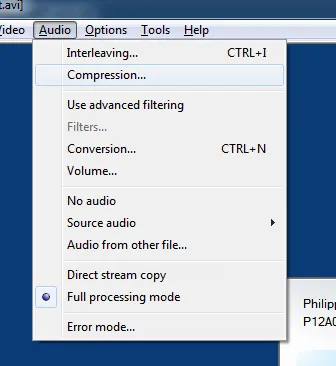 t.avi]
Video Audio Options Tools Help
Interleaving... CTRL+I
Compression...
Use advanced filtering
Filters...
Conversion... CTRL+N
Volume...
No audio
Source audio
Audio from other file...
Direct stream copy
Full processing mode
Error mode...
Philipp
P12A0